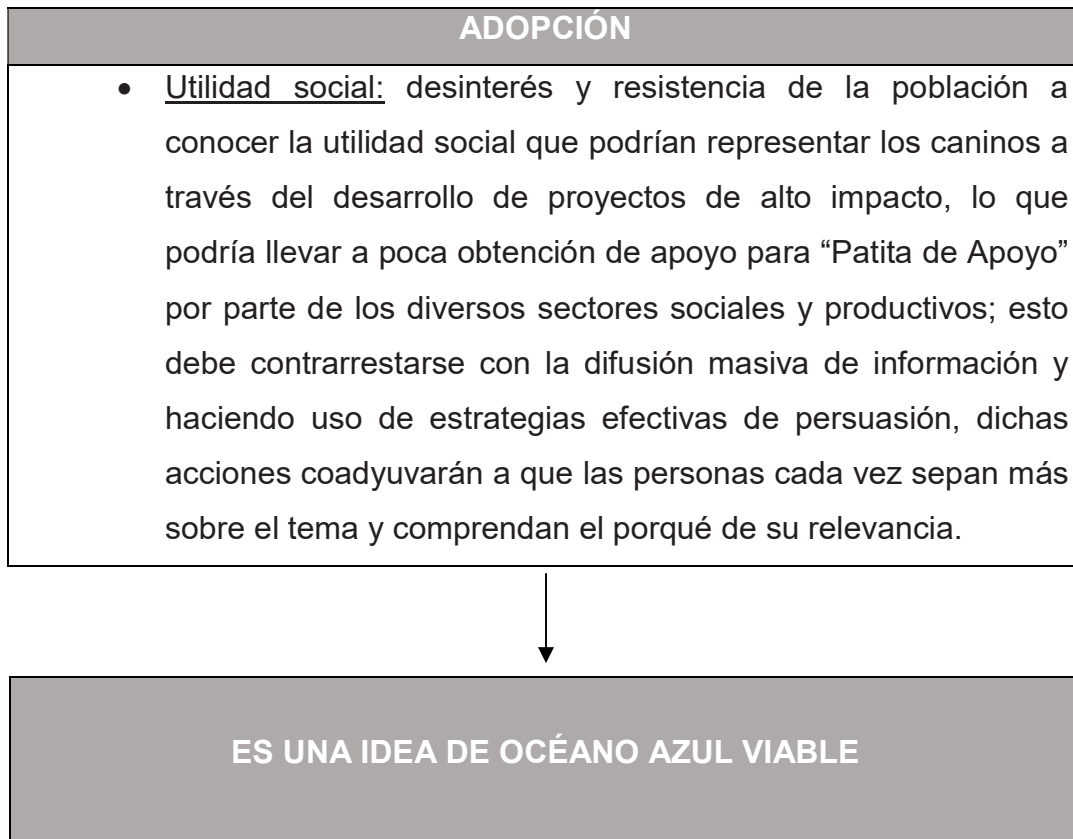 ADOPCIÓN
• Utilidad social: desinterés y resistencia de la población a
conocer la utilidad social que podrían representar los caninos a
través del desarrollo de proyectos de alto impacto, lo que
podría llevar a poca obtención de apoyo para “Patita de Apoyo”
por parte de los diversos sectores sociales y productivos; esto
debe contrarrestarse con la difusión masiva de información y
haciendo uso de estrategias efectivas de persuasión, dichas
acciones coadyuvarán a que las personas cada vez sepan más
sobre el tema y comprendan el porqué de su relevancia.
ES UNA IDEA DE OCÉANO AZUL VIABLE